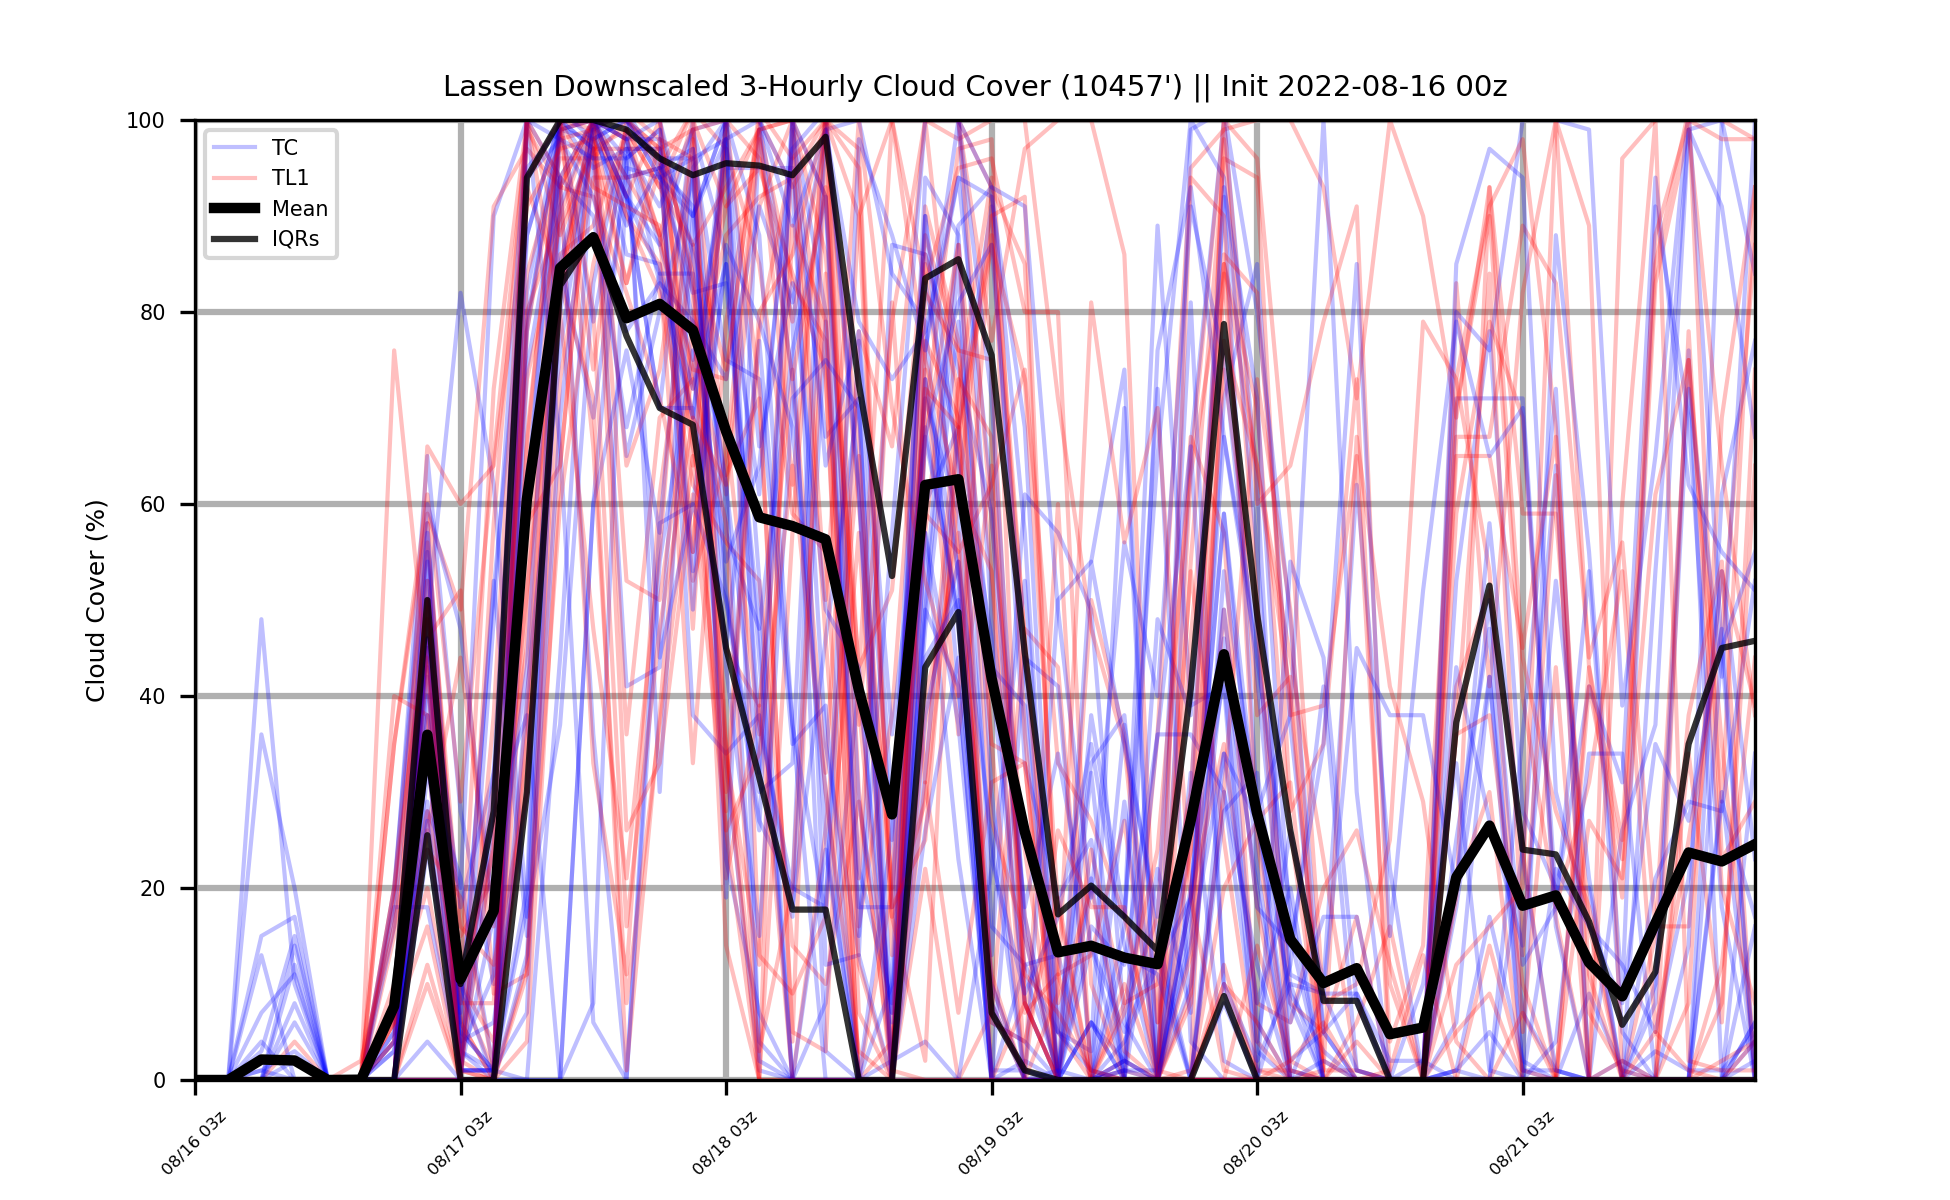 Lassen Downscaled 3-Hourly Cloud Cover (10457') || Init 2022-08-16 00z
100
80
60
40
20
0
Cloud Cover (%)
TC
TL1
Mean
IQRs
08/16 03z
08/17 03z
08/18 03z
08/19 03z
08/20 03z
08/21 03z